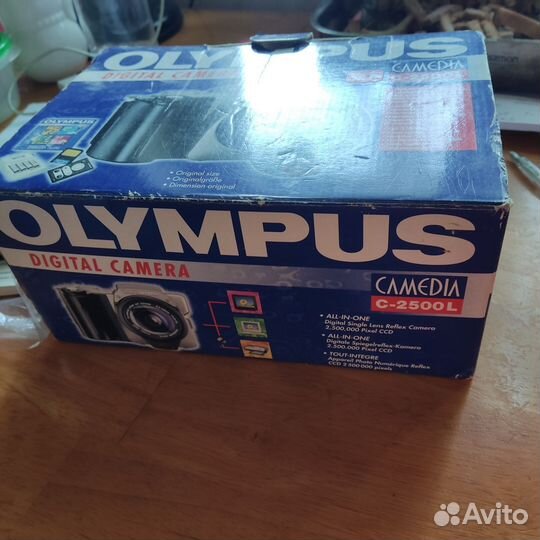 OLYMPUS
DIGITAL CAMERA
CAMEDIA
OLYMPUS
• Original size
• Originalgröße
• Dimension original
OLYMPUS
DIGITAL CAMERA
CAMEDIA
C-2500L
• ALL-IN-ONE
Digital Single Lens Reflex Camera
2.500.000 Pixel CCD
• ALL-IN-ONE
Digitale Spiegelreflex-Kamera
2.500.000 Pixel CCD
• TOUT-INTEGRE
Appareil Photo Numérique Reflex
CCD 2 500 000 pixels
Avito